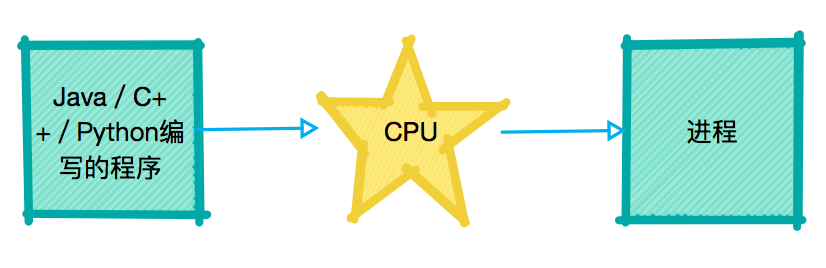 Java / C+
+ / Python编
写的程序
CPU
进程